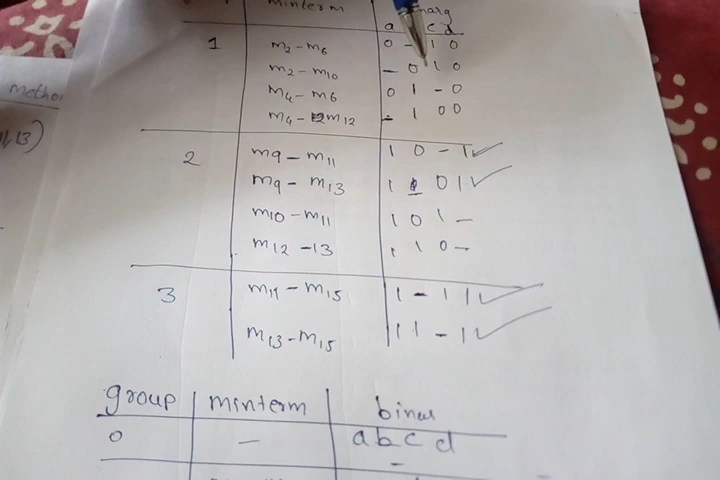 minterm
a c d
1 m2 - m6 0 - 1 0
m2 - m10 - 0 1 0
m4 - m6 0 1 - 0
m4 - m12 - 1 0 0
metho
1,13)
2 m9 - m11 1 0 - 1 ✓
m9 - m13 1 - 0 1 ✓
m10 - m11 1 0 1 -
m12 - 13 1 1 0 -
3 m11 - m15 1 - 1 1 ✓
m13 - m15 1 1 - 1 ✓
group minterm binar
0 - a b c d
-